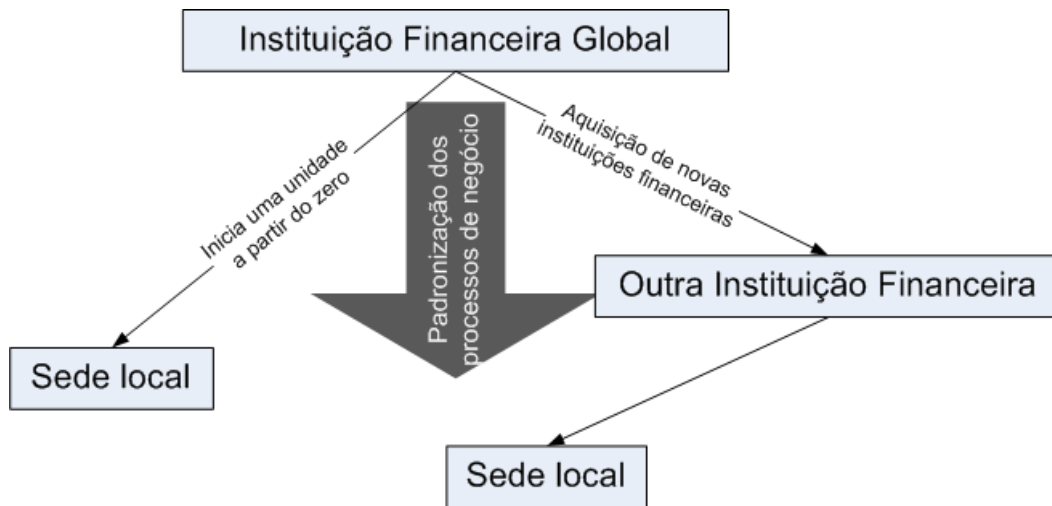 Instituição Financeira Global
Inicia uma unidade
a partir do zero
Padronização dos
processos de negócio
Aquisição de novas
instituições financeiras
Outra Instituição Financeira
Sede local
Sede local